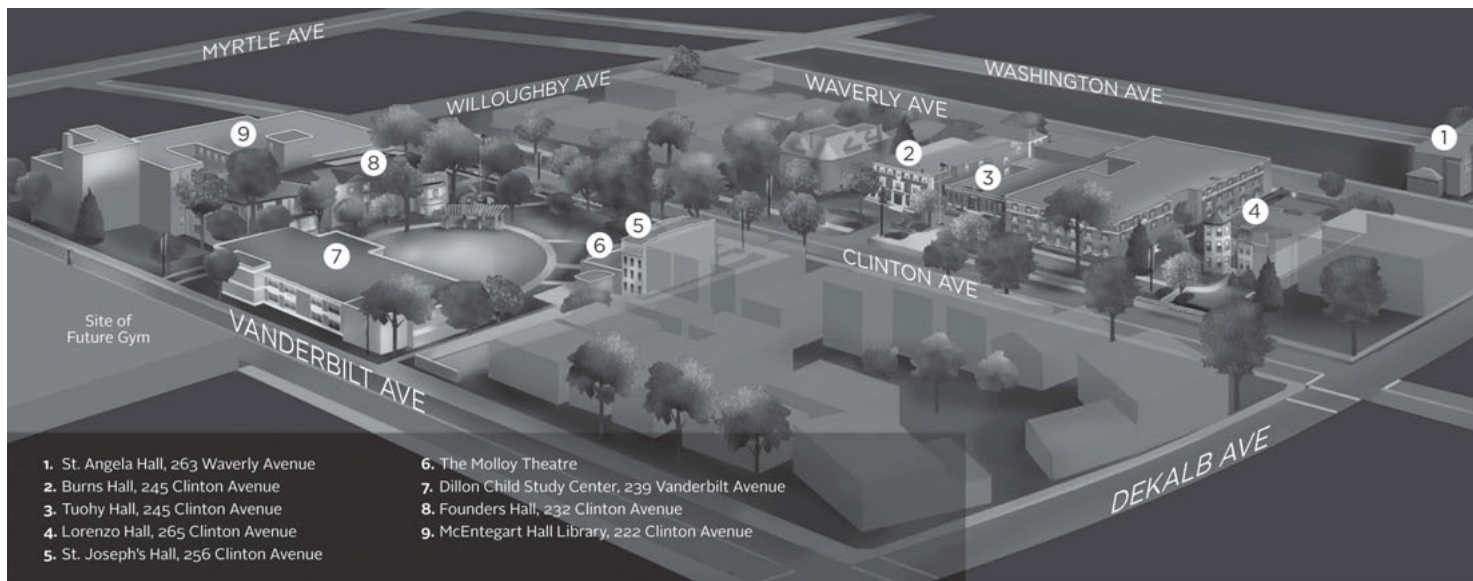 MYRTLE AVE
WILLOUGHBY AVE
WAVERLY AVE
WASHINGTON AVE
1
9
8
2
3
4
5
6
7
CLINTON AVE
Site of
Future Gym
VANDERBILT AVE
DEKALB AVE
1. St. Angela Hall, 263 Waverly Avenue
2. Burns Hall, 245 Clinton Avenue
3. Tuohy Hall, 245 Clinton Avenue
4. Lorenzo Hall, 265 Clinton Avenue
5. St. Joseph's Hall, 256 Clinton Avenue
6. The Molloy Theatre
7. Dillon Child Study Center, 239 Vanderbilt Avenue
8. Founders Hall, 232 Clinton Avenue
9. McEntegart Hall Library, 222 Clinton Avenue